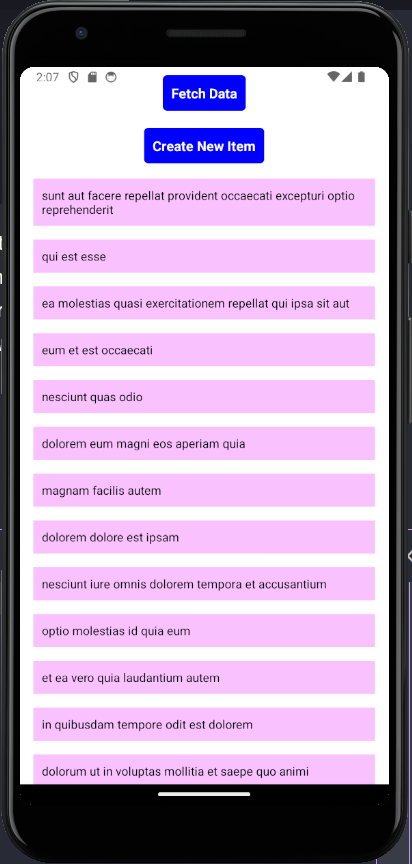 2:07
Fetch Data
Create New Item
sunt aut facere repellat provident occaecati excepturi optio
reprehenderit
qui est esse
ea molestias quasi exercitationem repellat qui ipsa sit aut
eum et est occaecati
nesciunt quas odio
dolorem eum magni eos aperiam quia
magnam facilis autem
dolorem dolore est ipsam
nesciunt iure omnis dolorem tempora et accusantium
optio molestias id quia eum
et ea vero quia laudantium autem
in quibusdam tempore odit est dolorem
dolorum ut in voluptas mollitia et saepe quo animi